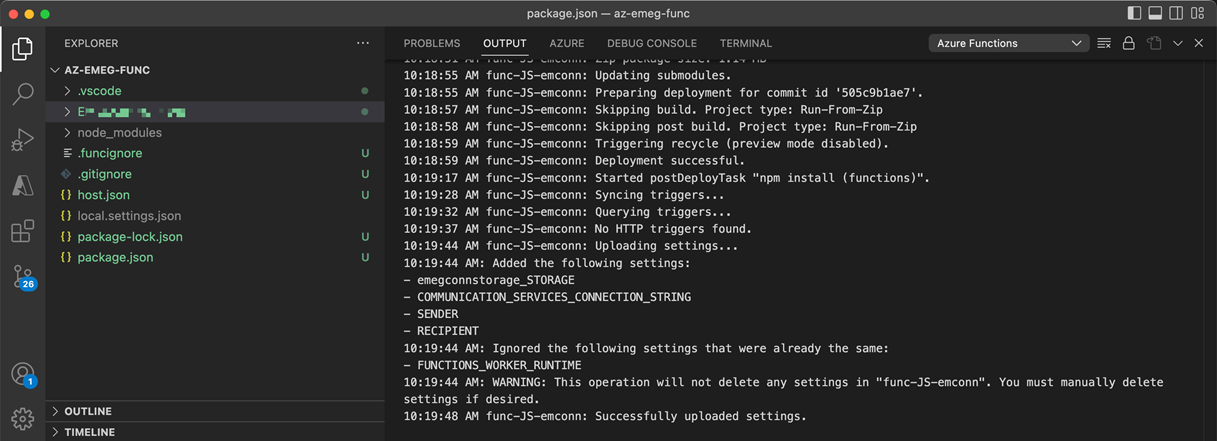 package.json — az-emeg-func
EXPLORER
AZ-EMEG-FUNC
.vscode
node_modules
.funcignore U
.gitignore U
host.json U
local.settings.json
package-lock.json U
package.json U
26
1
OUTLINE
TIMELINE
PROBLEMS OUTPUT AZURE DEBUG CONSOLE TERMINAL Azure Functions
10:18:55 AM func-JS-emconn: Updating submodules.
10:18:55 AM func-JS-emconn: Preparing deployment for commit id '505c9b1ae7'.
10:18:57 AM func-JS-emconn: Skipping build. Project type: Run-From-Zip
10:18:58 AM func-JS-emconn: Skipping post build. Project type: Run-From-Zip
10:18:59 AM func-JS-emconn: Triggering recycle (preview mode disabled).
10:18:59 AM func-JS-emconn: Deployment successful.
10:19:17 AM func-JS-emconn: Started postDeployTask "npm install (functions)".
10:19:28 AM func-JS-emconn: Syncing triggers...
10:19:32 AM func-JS-emconn: Querying triggers...
10:19:37 AM func-JS-emconn: No HTTP triggers found.
10:19:44 AM func-JS-emconn: Uploading settings...
10:19:44 AM: Added the following settings:
- emegconnstorage_STORAGE
- COMMUNICATION_SERVICES_CONNECTION_STRING
- SENDER
- RECIPIENT
10:19:44 AM: Ignored the following settings that were already the same:
- FUNCTIONS_WORKER_RUNTIME
10:19:44 AM: WARNING: This operation will not delete any settings in "func-JS-emconn". You must manually delete
settings if desired.
10:19:48 AM func-JS-emconn: Successfully uploaded settings.